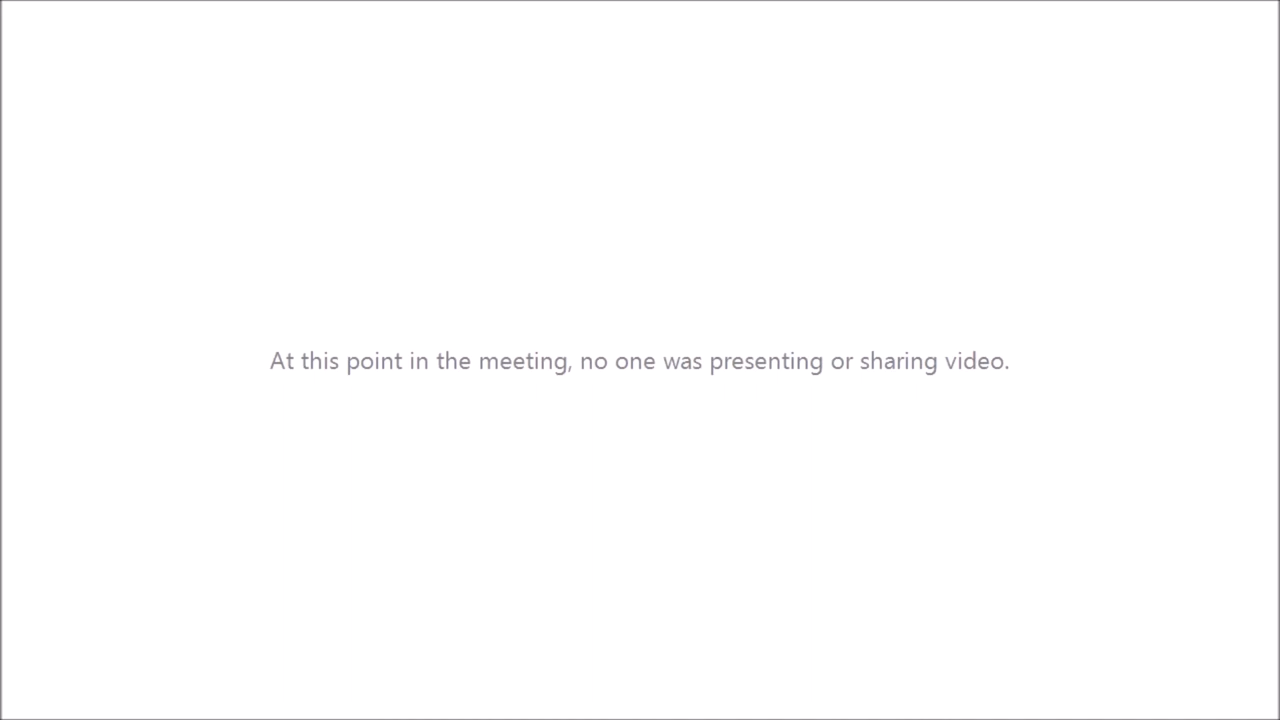 At this point in the meeting, no one was presenting or sharing video.